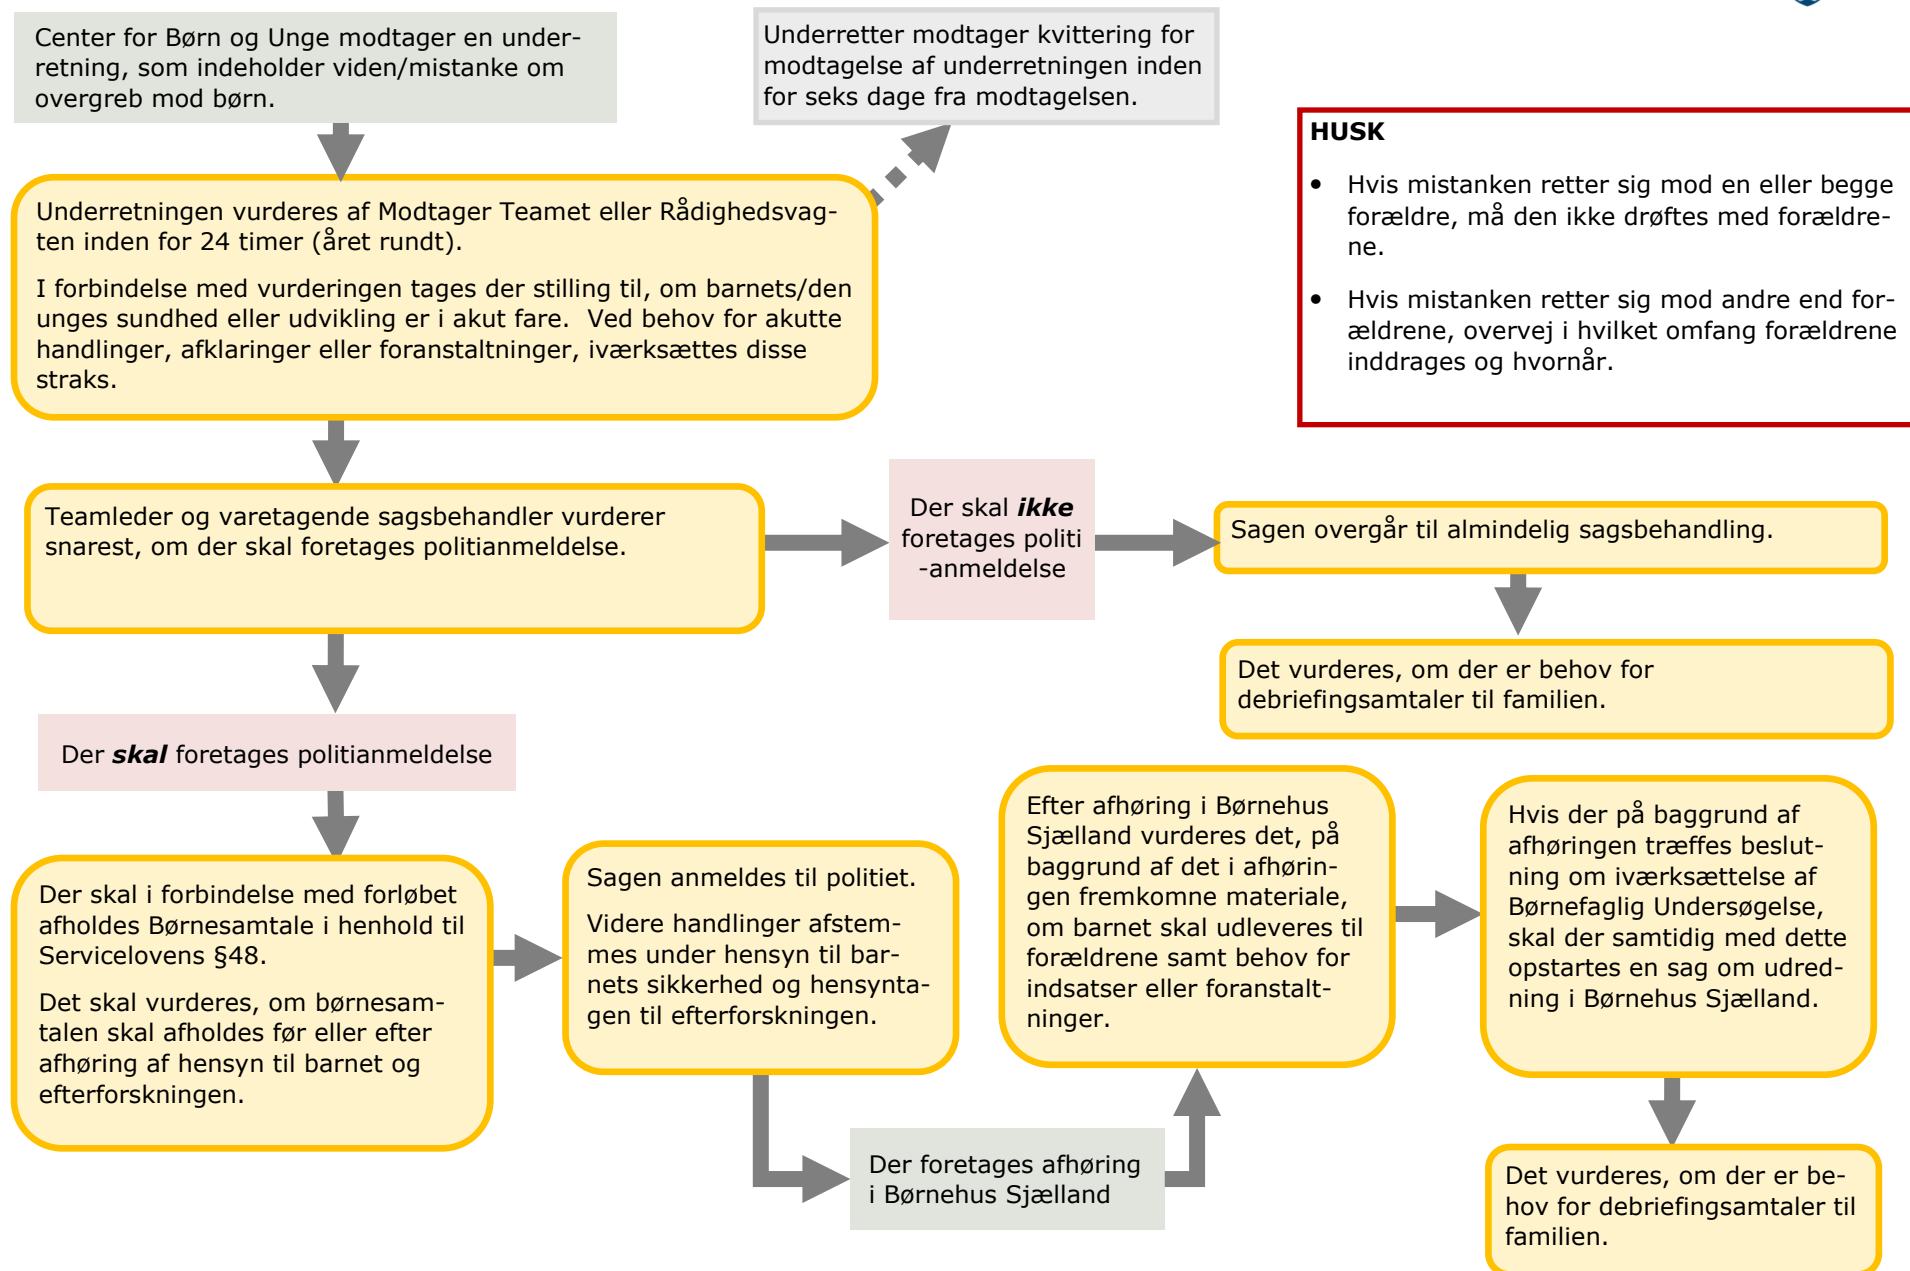 Center for Børn og Unge modtager en under-
retning, som indeholder viden/mistanke om
overgreb mod børn.
Underretter modtager kvittering for
modtagelse af underretningen inden
for seks dage fra modtagelsen.
HUSK
• Hvis mistanken retter sig mod en eller begge
forældre, må den ikke drøftes med forældre-
ne.
• Hvis mistanken retter sig mod andre end for-
ældrene, overvej i hvilket omfang forældrene
inddrages og hvornår.
Underretningen vurderes af Modtager Teamet eller Rådighedsvag-
ten inden for 24 timer (året rundt).
I forbindelse med vurderingen tages der stilling til, om barnets/den
unges sundhed eller udvikling er i akut fare.  Ved behov for akutte
handlinger, afklaringer eller foranstaltninger, iværksættes disse
straks.
Teamleder og varetagende sagsbehandler vurderer
snarest, om der skal foretages politianmeldelse.
Der skal ikke
foretages politi
-anmeldelse
Sagen overgår til almindelig sagsbehandling.
Det vurderes, om der er behov for
debriefingsamtaler til familien.
Der skal foretages politianmeldelse
Der skal i forbindelse med forløbet
afholdes Børnesamtale i henhold til
Servicelovens §48.
Det skal vurderes, om børnesam-
talen skal afholdes før eller efter
afhøring af hensyn til barnet og
efterforskningen.
Sagen anmeldes til politiet.
Videre handlinger afstem-
mes under hensyn til bar-
nets sikkerhed og hensynta-
gen til efterforskningen.
Der foretages afhøring
i Børnehus Sjælland
Efter afhøring i Børnehus
Sjælland vurderes det, på
baggrund af det i afhørin-
gen fremkomne materiale,
om barnet skal udleveres til
forældrene samt behov for
indsatser eller foranstalt-
ninger.
Hvis der på baggrund af
afhøringen træffes beslut-
ning om iværksættelse af
Børnefaglig Undersøgelse,
skal der samtidig med dette
opstartes en sag om udred-
ning i Børnehus Sjælland.
Det vurderes, om der er be-
hov for debriefingsamtaler til
familien.